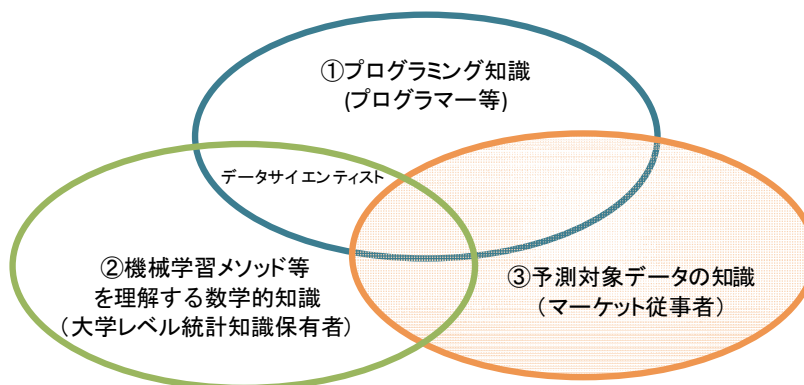 ①プログラミング知識
(プログラマー等)
データサイエンティスト
②機械学習メソッド等
を理解する数学的知識
（大学レベル統計知識保有者）
③予測対象データの知識
（マーケット従事者）